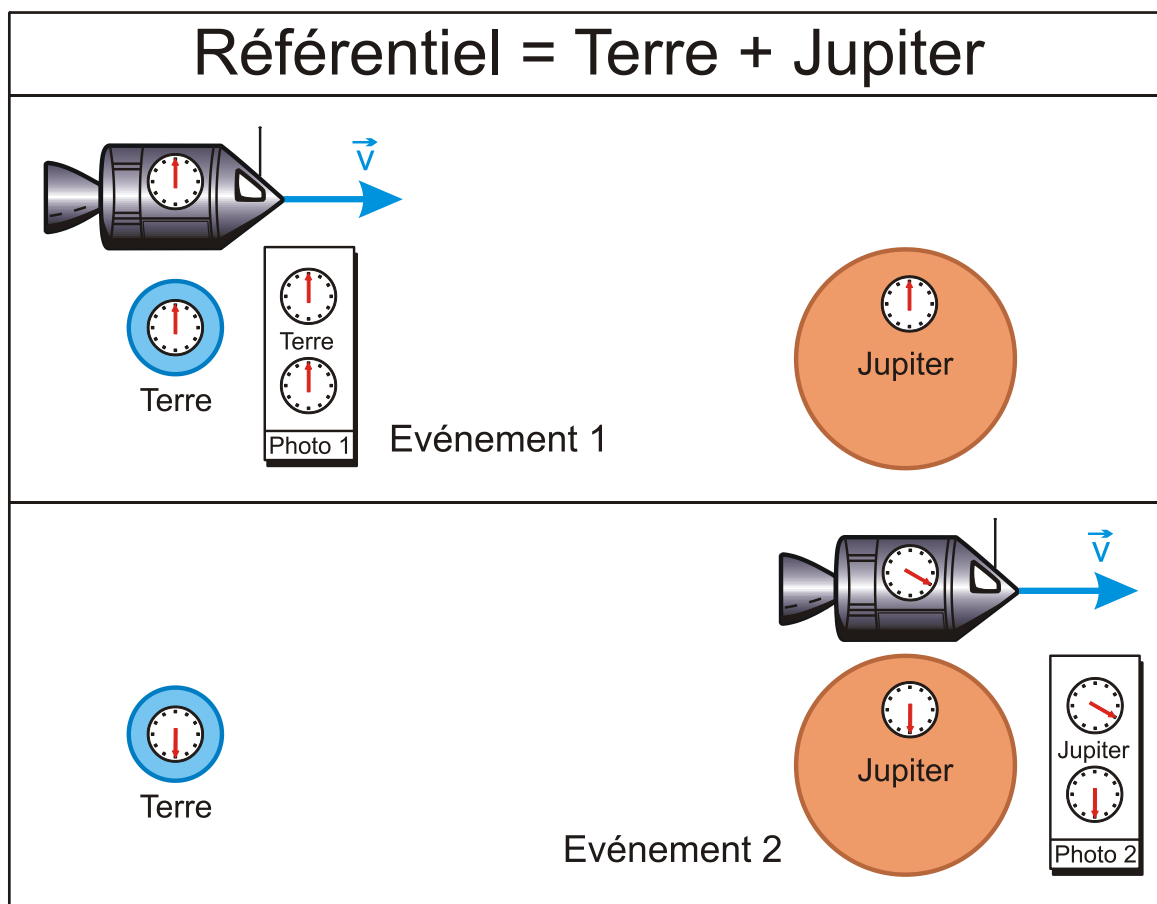 Référentiel = Terre + Jupiter
v
Terre
Terre
Photo 1
Evénement 1
Jupiter
v
Terre
Jupiter
Jupiter
Evénement 2
Photo 2